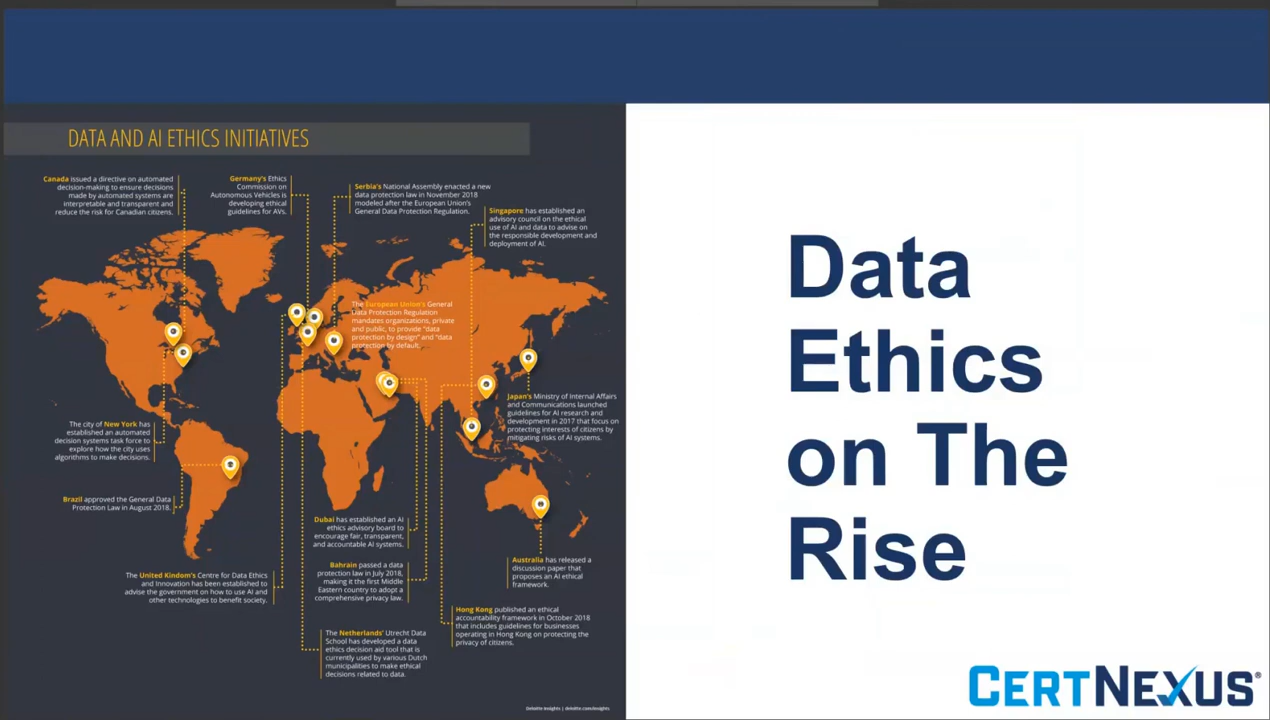 DATA AND AI ETHICS INITIATIVES
Canada issued a directive on automated
decision-making to ensure decisions
made by automated systems are
interpretable and transparent and
reduce the risk for Canadian citizens.
Germany's Ethics
Commission on
Autonomous Vehicles is
developing ethical
guidelines for AVs.
Serbia's National Assembly enacted a new
data protection law in November 2018
modeled after the European Union's
General Data Protection Regulation.
Singapore has established an
advisory council on the ethical
use of AI and data to advise on
the responsible development and
deployment of AI.
The European Union's General
Data Protection Regulation
mandates organizations, private
and public, to provide "data
protection by design" and "data
protection by default.
Japan's Ministry of Internal Affairs
and Communications launched
guidelines for AI research and
development in 2017 that focus on
protecting interests of citizens by
mitigating risks of AI systems.
The city of New York has
established an automated
decision systems task force to
explore how the city uses
algorithms to make decisions.
Brazil approved the General Data
Protection Law in August 2018.
Dubai has established an AI
ethics advisory board to
encourage fair, transparent,
and accountable AI systems.
Australia has released a
discussion paper that
proposes an AI ethical
framework.
Bahrain passed a data
protection law in July 2018,
making it the first Middle
Eastern country to adopt a
comprehensive privacy law.
The United Kindom's Centre for Data Ethics
and Innovation has been established to
advise the government on how to use AI and
other technologies to benefit society.
Hong Kong published an ethical
accountability framework in October 2018
that includes guidelines for businesses
operating in Hong Kong on protecting the
privacy of citizens.
The Netherlands' Utrecht Data
School has developed a data
ethics decision aid tool that is
currently used by various Dutch
municipalities to make ethical
decisions related to data.
Deloitte Insights | deloitte.com/insights
Data
Ethics
on The
Rise
CERTNEXUS®